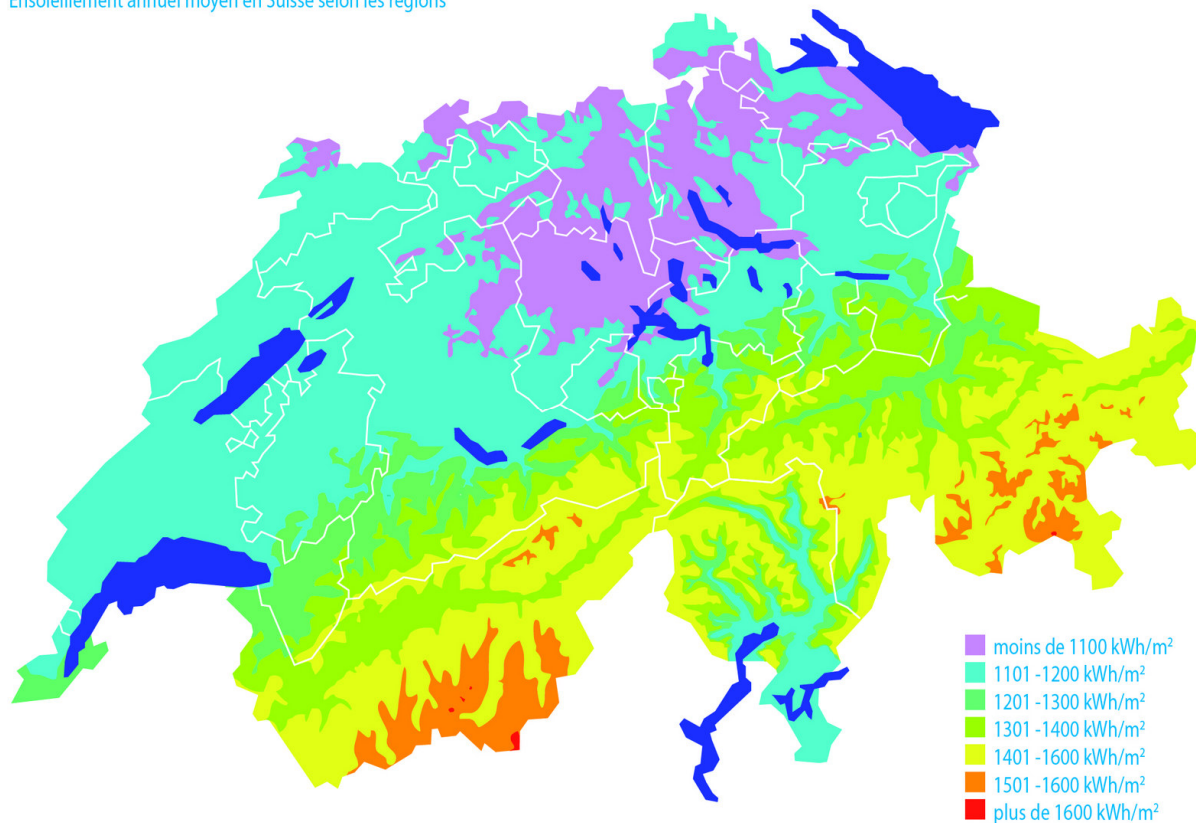 Ensoleillement annuel moyen en Suisse selon les régions
moins de 1100 kWh/m²
1101 -1200 kWh/m²
1201 -1300 kWh/m²
1301 -1400 kWh/m²
1401 -1600 kWh/m²
1501 -1600 kWh/m²
plus de 1600 kWh/m²